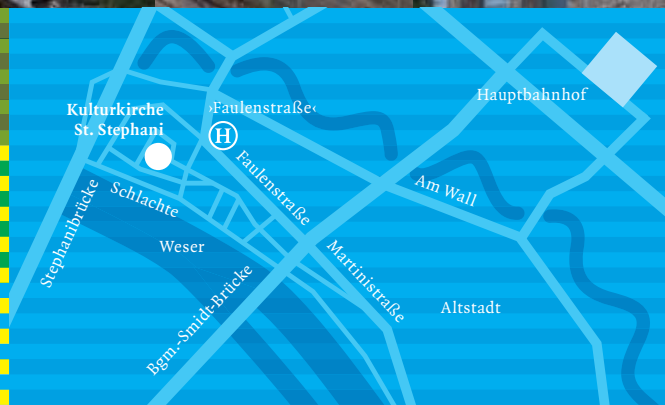 Hauptbahnhof
Kulturkirche
St. Stephani
›Faulenstraße‹
H
Faulenstraße
Am Wall
Schlachte
Stephanibrücke
Weser
Martinistraße
Bgm.-Smidt-Brücke
Altstadt